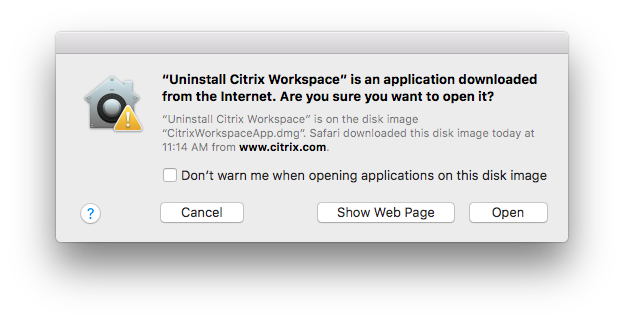 “Uninstall Citrix Workspace” is an application downloaded
from the Internet. Are you sure you want to open it?
“Uninstall Citrix Workspace” is on the disk image
“CitrixWorkspaceApp.dmg”. Safari downloaded this disk image today at
11:14 AM from www.citrix.com.
Don’t warn me when opening applications on this disk image
? Cancel Show Web Page Open